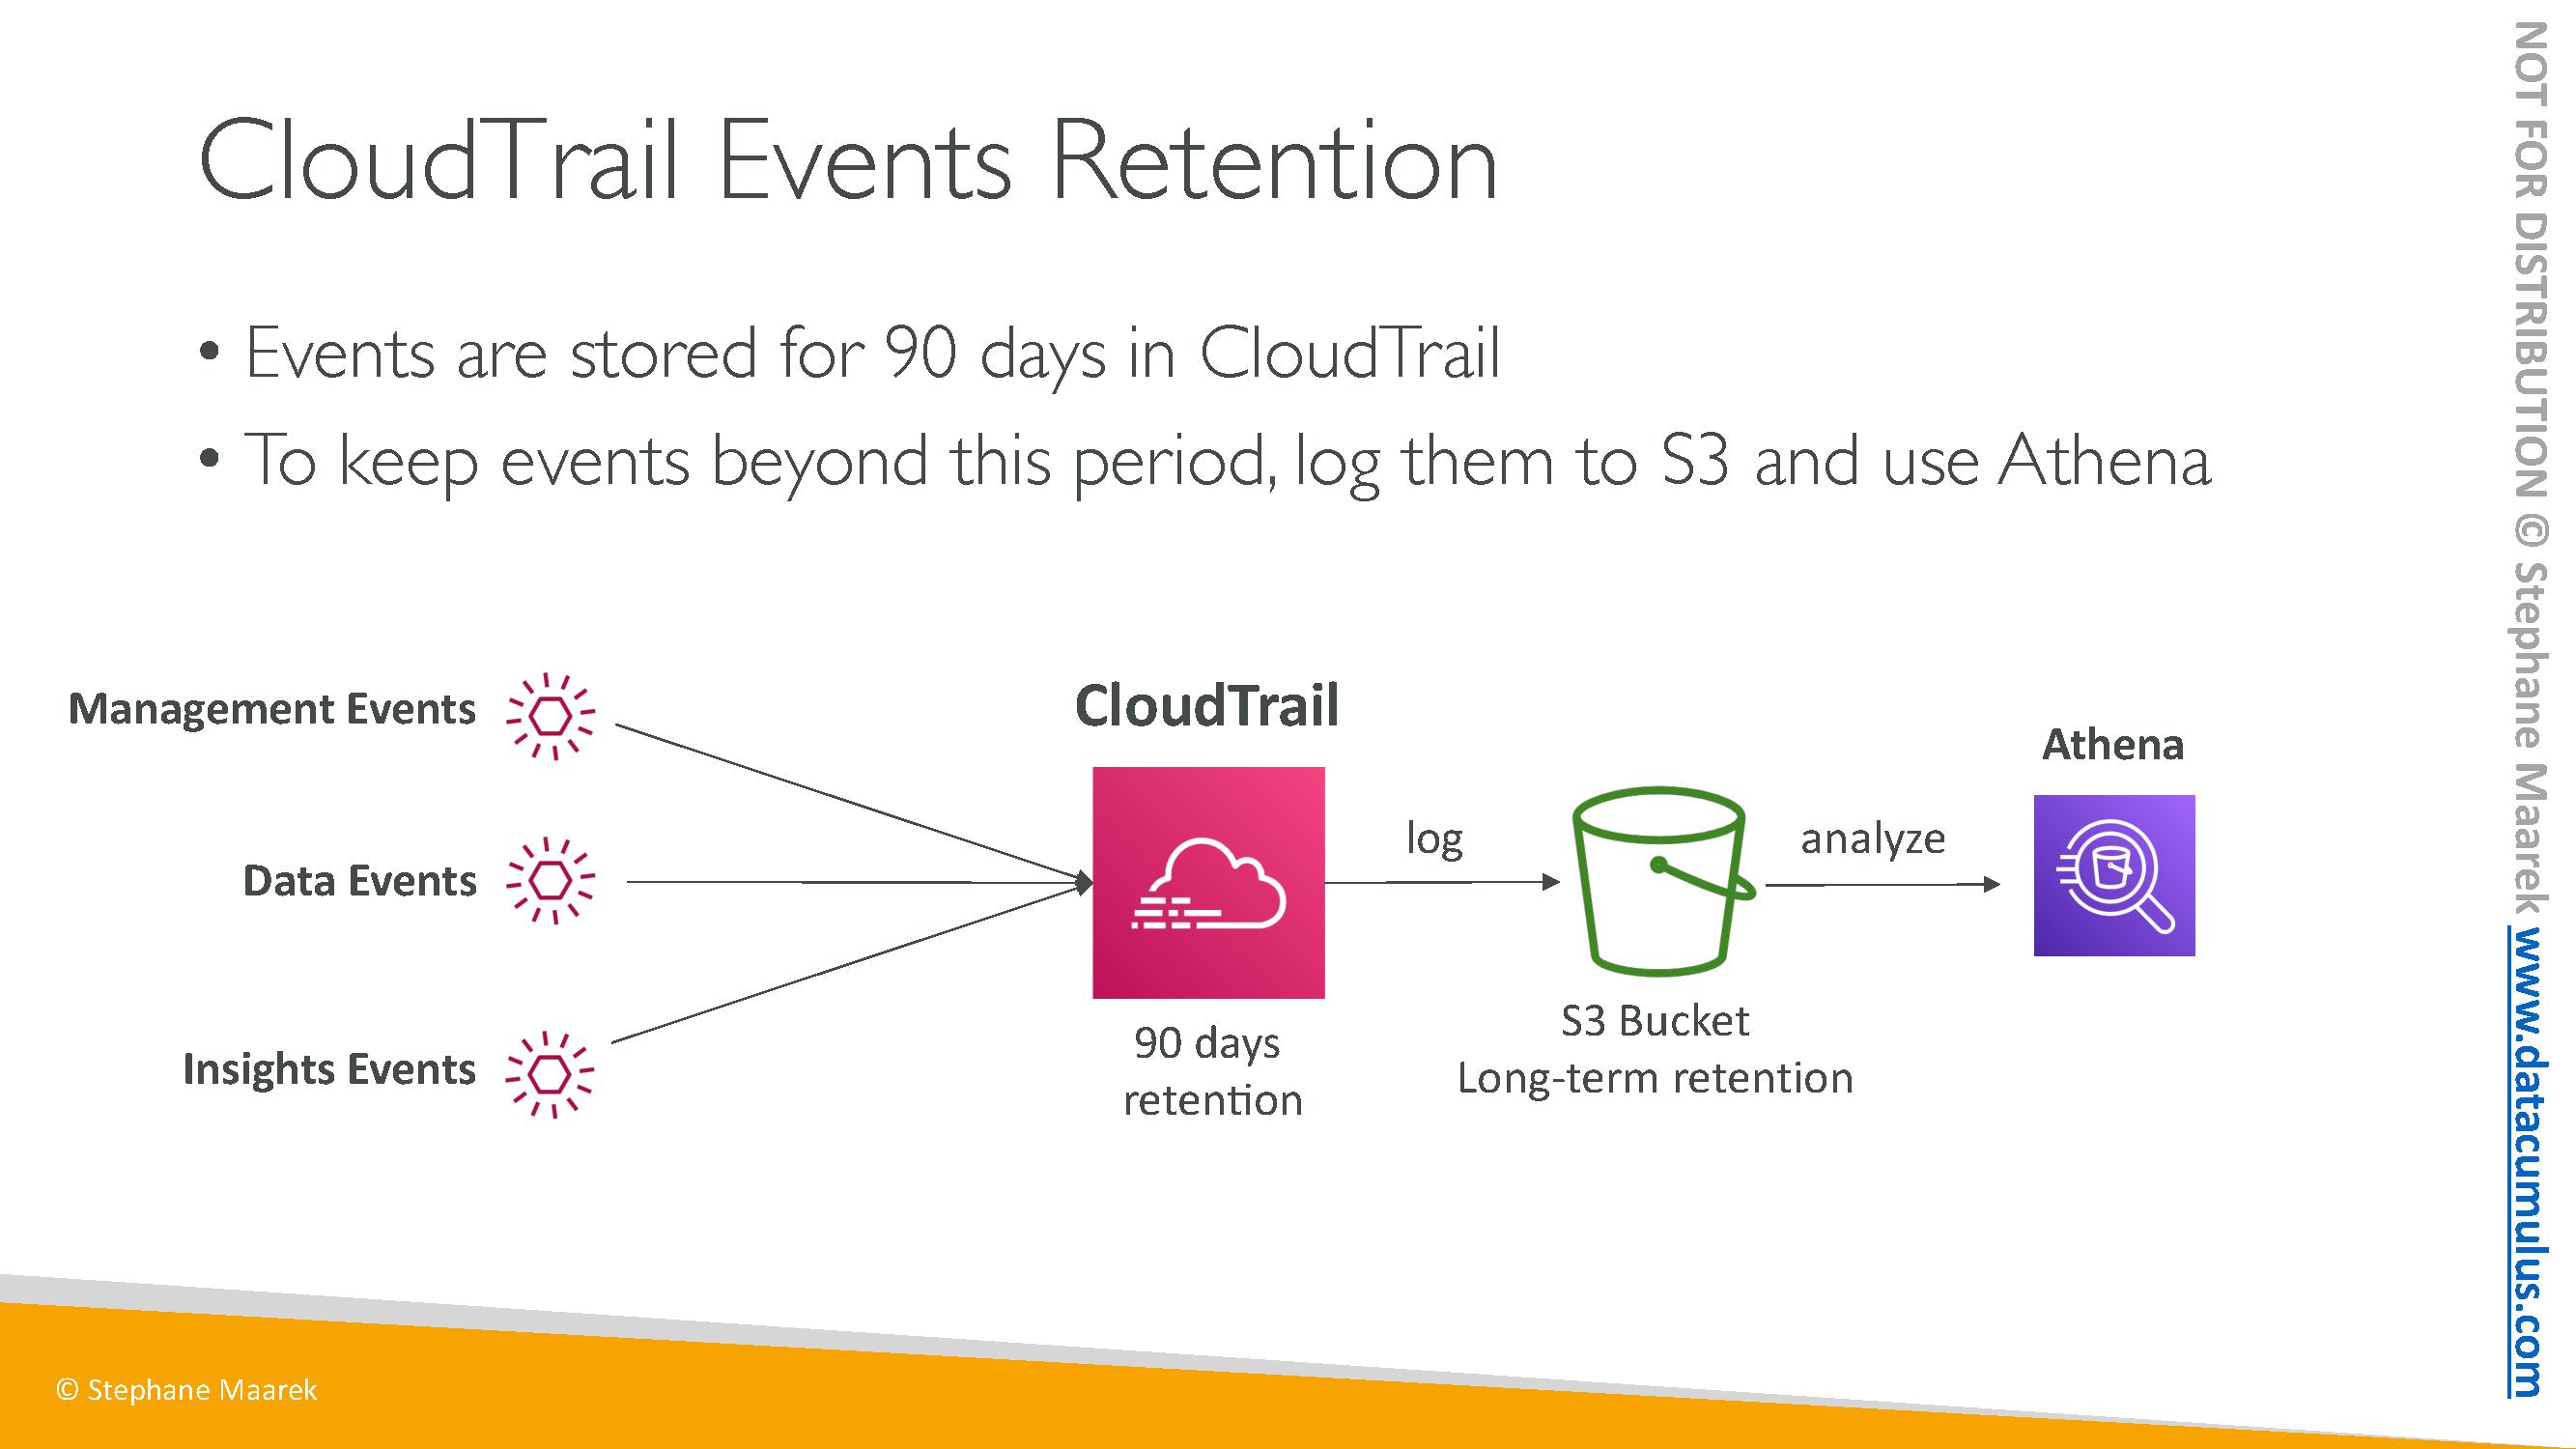 CloudTrail Events Retention
• Events are stored for 90 days in CloudTrail
• To keep events beyond this period, log them to S3 and use Athena
Management Events
Data Events
Insights Events
CloudTrail
90 days
retention
log
S3 Bucket
Long-term retention
analyze
Athena
© Stephane Maarek
NOT FOR DISTRIBUTION © Stephane Maarek www.datacumulus.com